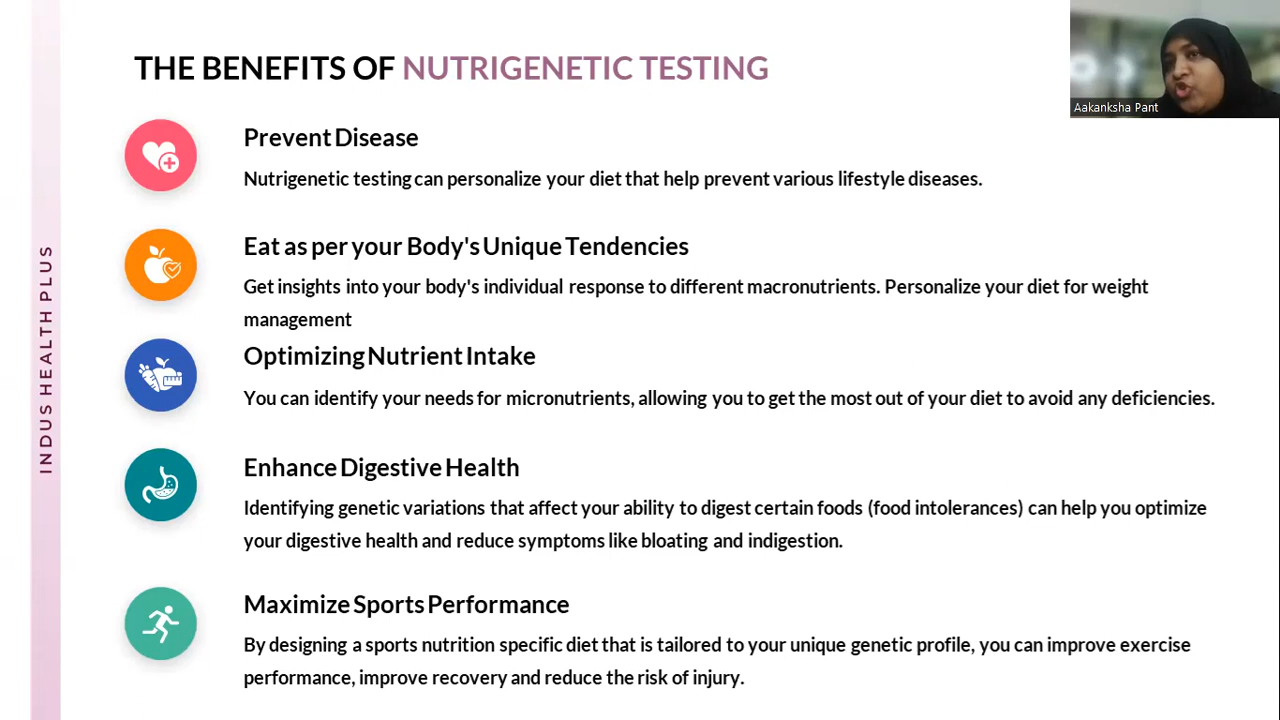 THE BENEFITS OF NUTRIGENETIC TESTING
Aakanksha Pant
Prevent Disease
Nutrigenetic testing can personalize your diet that help prevent various lifestyle diseases.
Eat as per your Body's Unique Tendencies
Get insights into your body's individual response to different macronutrients. Personalize your diet for weight
management
Optimizing Nutrient Intake
You can identify your needs for micronutrients, allowing you to get the most out of your diet to avoid any deficiencies.
Enhance Digestive Health
Identifying genetic variations that affect your ability to digest certain foods (food intolerances) can help you optimize
your digestive health and reduce symptoms like bloating and indigestion.
Maximize Sports Performance
By designing a sports nutrition specific diet that is tailored to your unique genetic profile, you can improve exercise
performance, improve recovery and reduce the risk of injury.
INDUS HEALTH PLUS